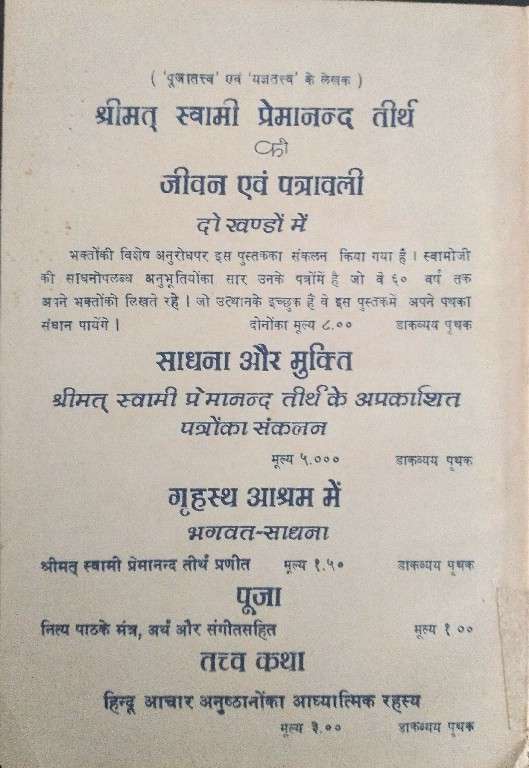 ( 'पूजातत्त्व' एवं 'यज्ञतत्त्व' के लेखक )
श्रीमत् स्वामी प्रेमानन्द तीर्थ
की
जीवन एवं पत्रावली
दो खण्डों में
भक्तोंकी विशेष अनुरोधपर इस पुस्तकका संकलन किया गया हैं । स्वामोजी
की साधनोपलब्ध अनुभूतियोंका सार उनके पत्रोंमें है जो वे ६० वर्ष तक
अपने भक्तोंकी लिखते रहे । जो उत्थानके इच्छुक हैं वे इस पुस्तकमें अपने पथका
संधान पायेंगे । दोनोंका मूल्य ८.०० डाकव्यय पृथक
साधना और मुक्ति
श्रीमत् स्वामी प्रेमानन्द तीर्थ के अपकाशित
पत्रोंका संकलन
मूल्य ५.००० डाकव्यय पृथक
गृहस्थ आश्रम में
भगवत-साधना
श्रीमत् स्वामी प्रेमानन्द तीर्थ प्रणीत मूल्य १.५० डाकव्यय पृथक
पूजा
नित्य पाठके मंत्र, अर्थ और संगीतसहित मूल्य १ ००
तत्त्व कथा
हिन्दू आचार अनुष्ठानोंका आध्यात्मिक रहस्य
मूल्य ३.०० डाकव्यय पृथक